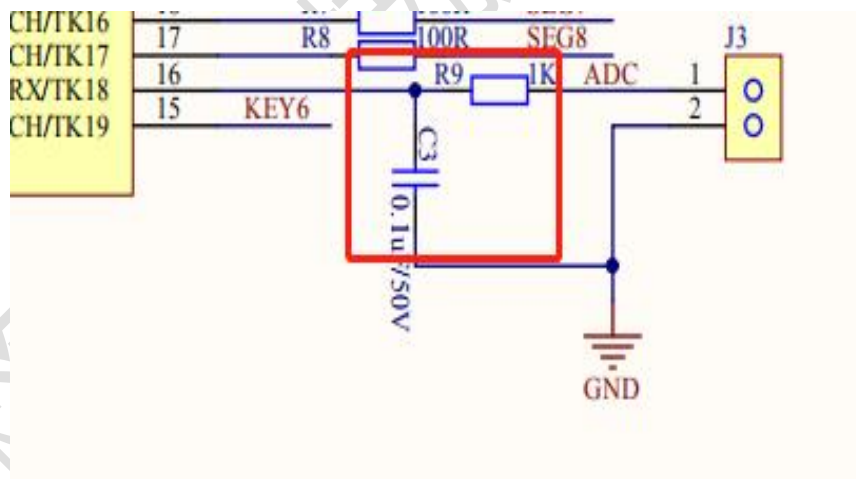 CH/TK16
17 R8 100R SEG8 J3
CH/TK17
16 R9 1K ADC 1
RX/TK18
15 KEY6 2
CH/TK19
C3
0.1uF/50V
GND